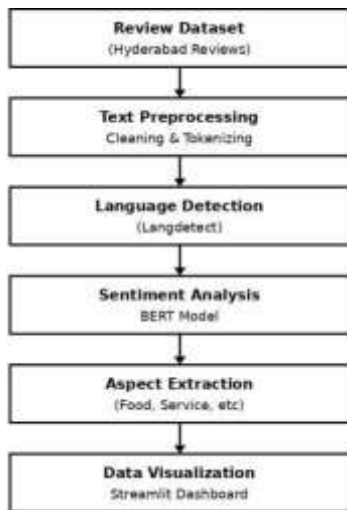 Review Dataset
(Hyderabad Reviews)
Text Preprocessing
Cleaning & Tokenizing
Language Detection
(Langdetect)
Sentiment Analysis
BERT Model
Aspect Extraction
(Food, Service, etc)
Data Visualization
Streamlit Dashboard